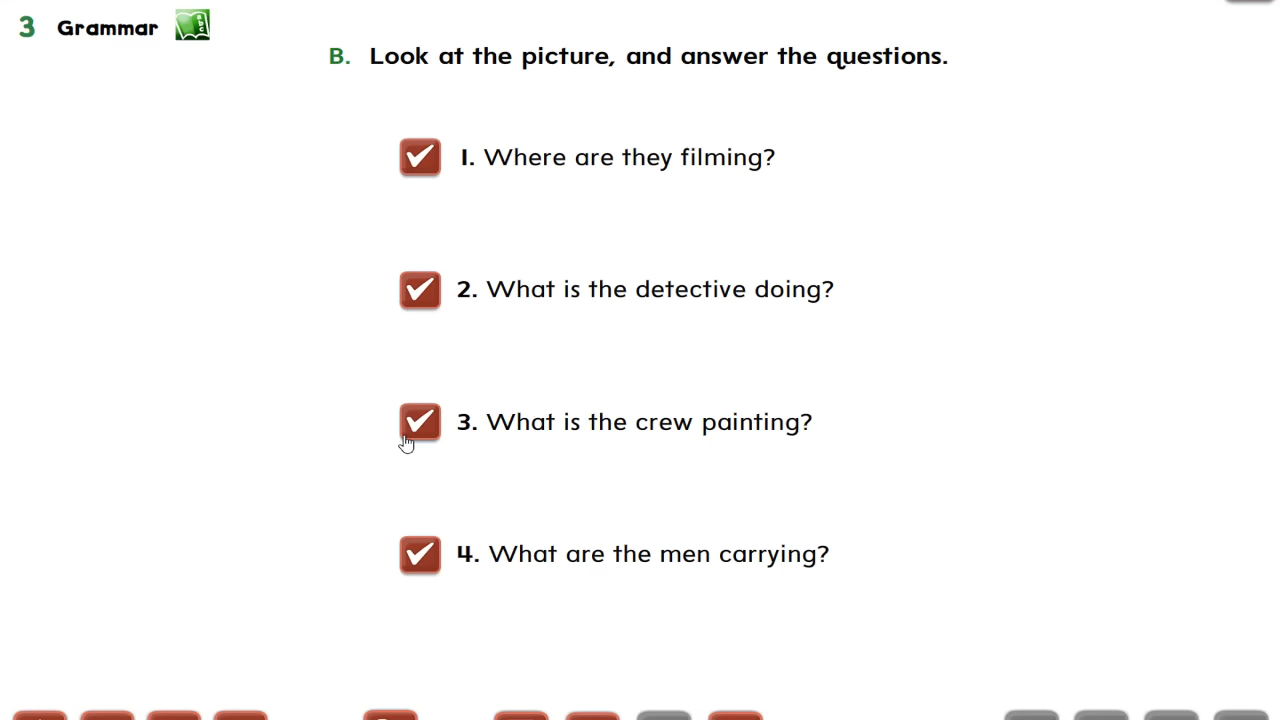 3 Grammar abc
B. Look at the picture, and answer the questions.
1. Where are they filming?
2. What is the detective doing?
3. What is the crew painting?
4. What are the men carrying?